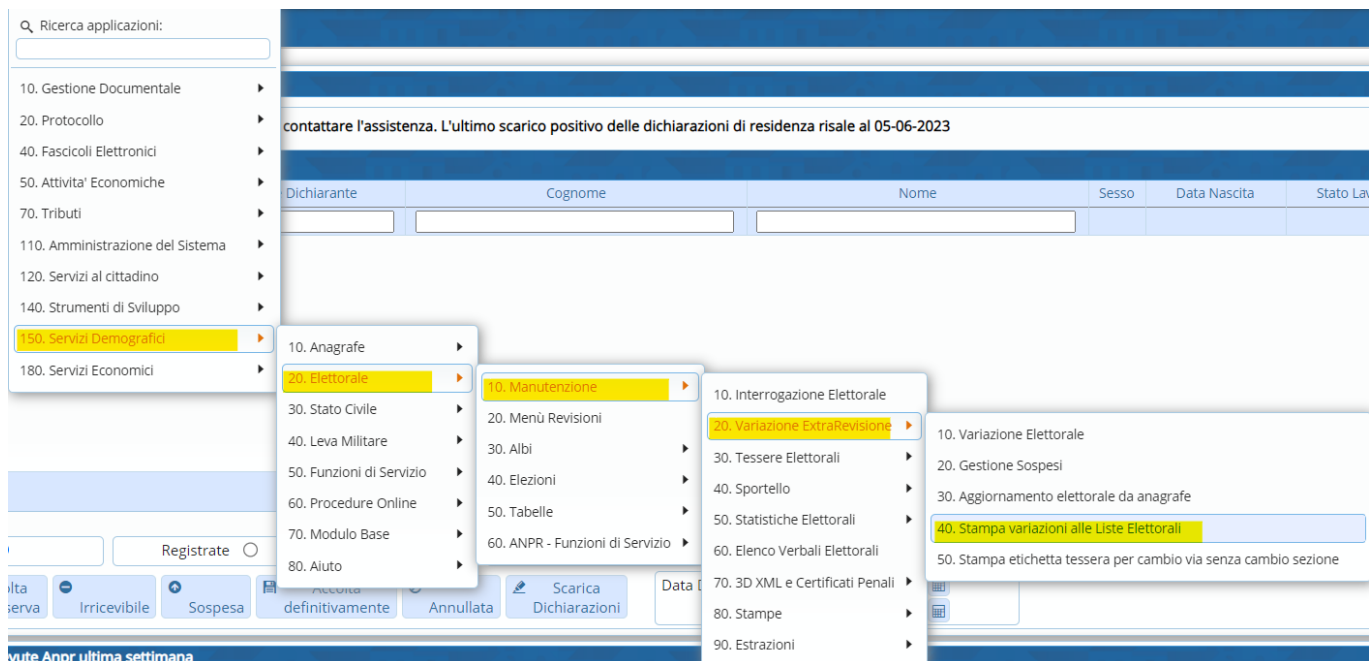 Ricerca applicazioni:
10. Gestione Documentale
20. Protocollo
40. Fascicoli Elettronici
50. Attivita' Economiche
70. Tributi
110. Amministrazione del Sistema
120. Servizi al cittadino
140. Strumenti di Sviluppo
150. Servizi Demografici
180. Servizi Economici
contattare l'assistenza. L'ultimo scarico positivo delle dichiarazioni di residenza risale al 05-06-2023
Dichiarante Cognome Nome Sesso Data Nascita Stato Lav
10. Anagrafe
20. Elettorale
30. Stato Civile
40. Leva Militare
50. Funzioni di Servizio
60. Procedure Online
70. Modulo Base
80. Aiuto
10. Manutenzione
20. Menù Revisioni
30. Albi
40. Elezioni
50. Tabelle
60. ANPR - Funzioni di Servizio
10. Interrogazione Elettorale
20. Variazione ExtraRevisione
30. Tessere Elettorali
40. Sportello
50. Statistiche Elettorali
60. Elenco Verbali Elettorali
70. 3D XML e Certificati Penali
80. Stampe
90. Estrazioni
10. Variazione Elettorale
20. Gestione Sospesi
30. Aggiornamento elettorale da anagrafe
40. Stampa variazioni alle Liste Elettorali
50. Stampa etichetta tessera per cambio via senza cambio sezione
Registrate
Irricevibile
Sospesa
definitivamente
Annullata
Scarica
Dichiarazioni
Data
Anpr ultima settimana